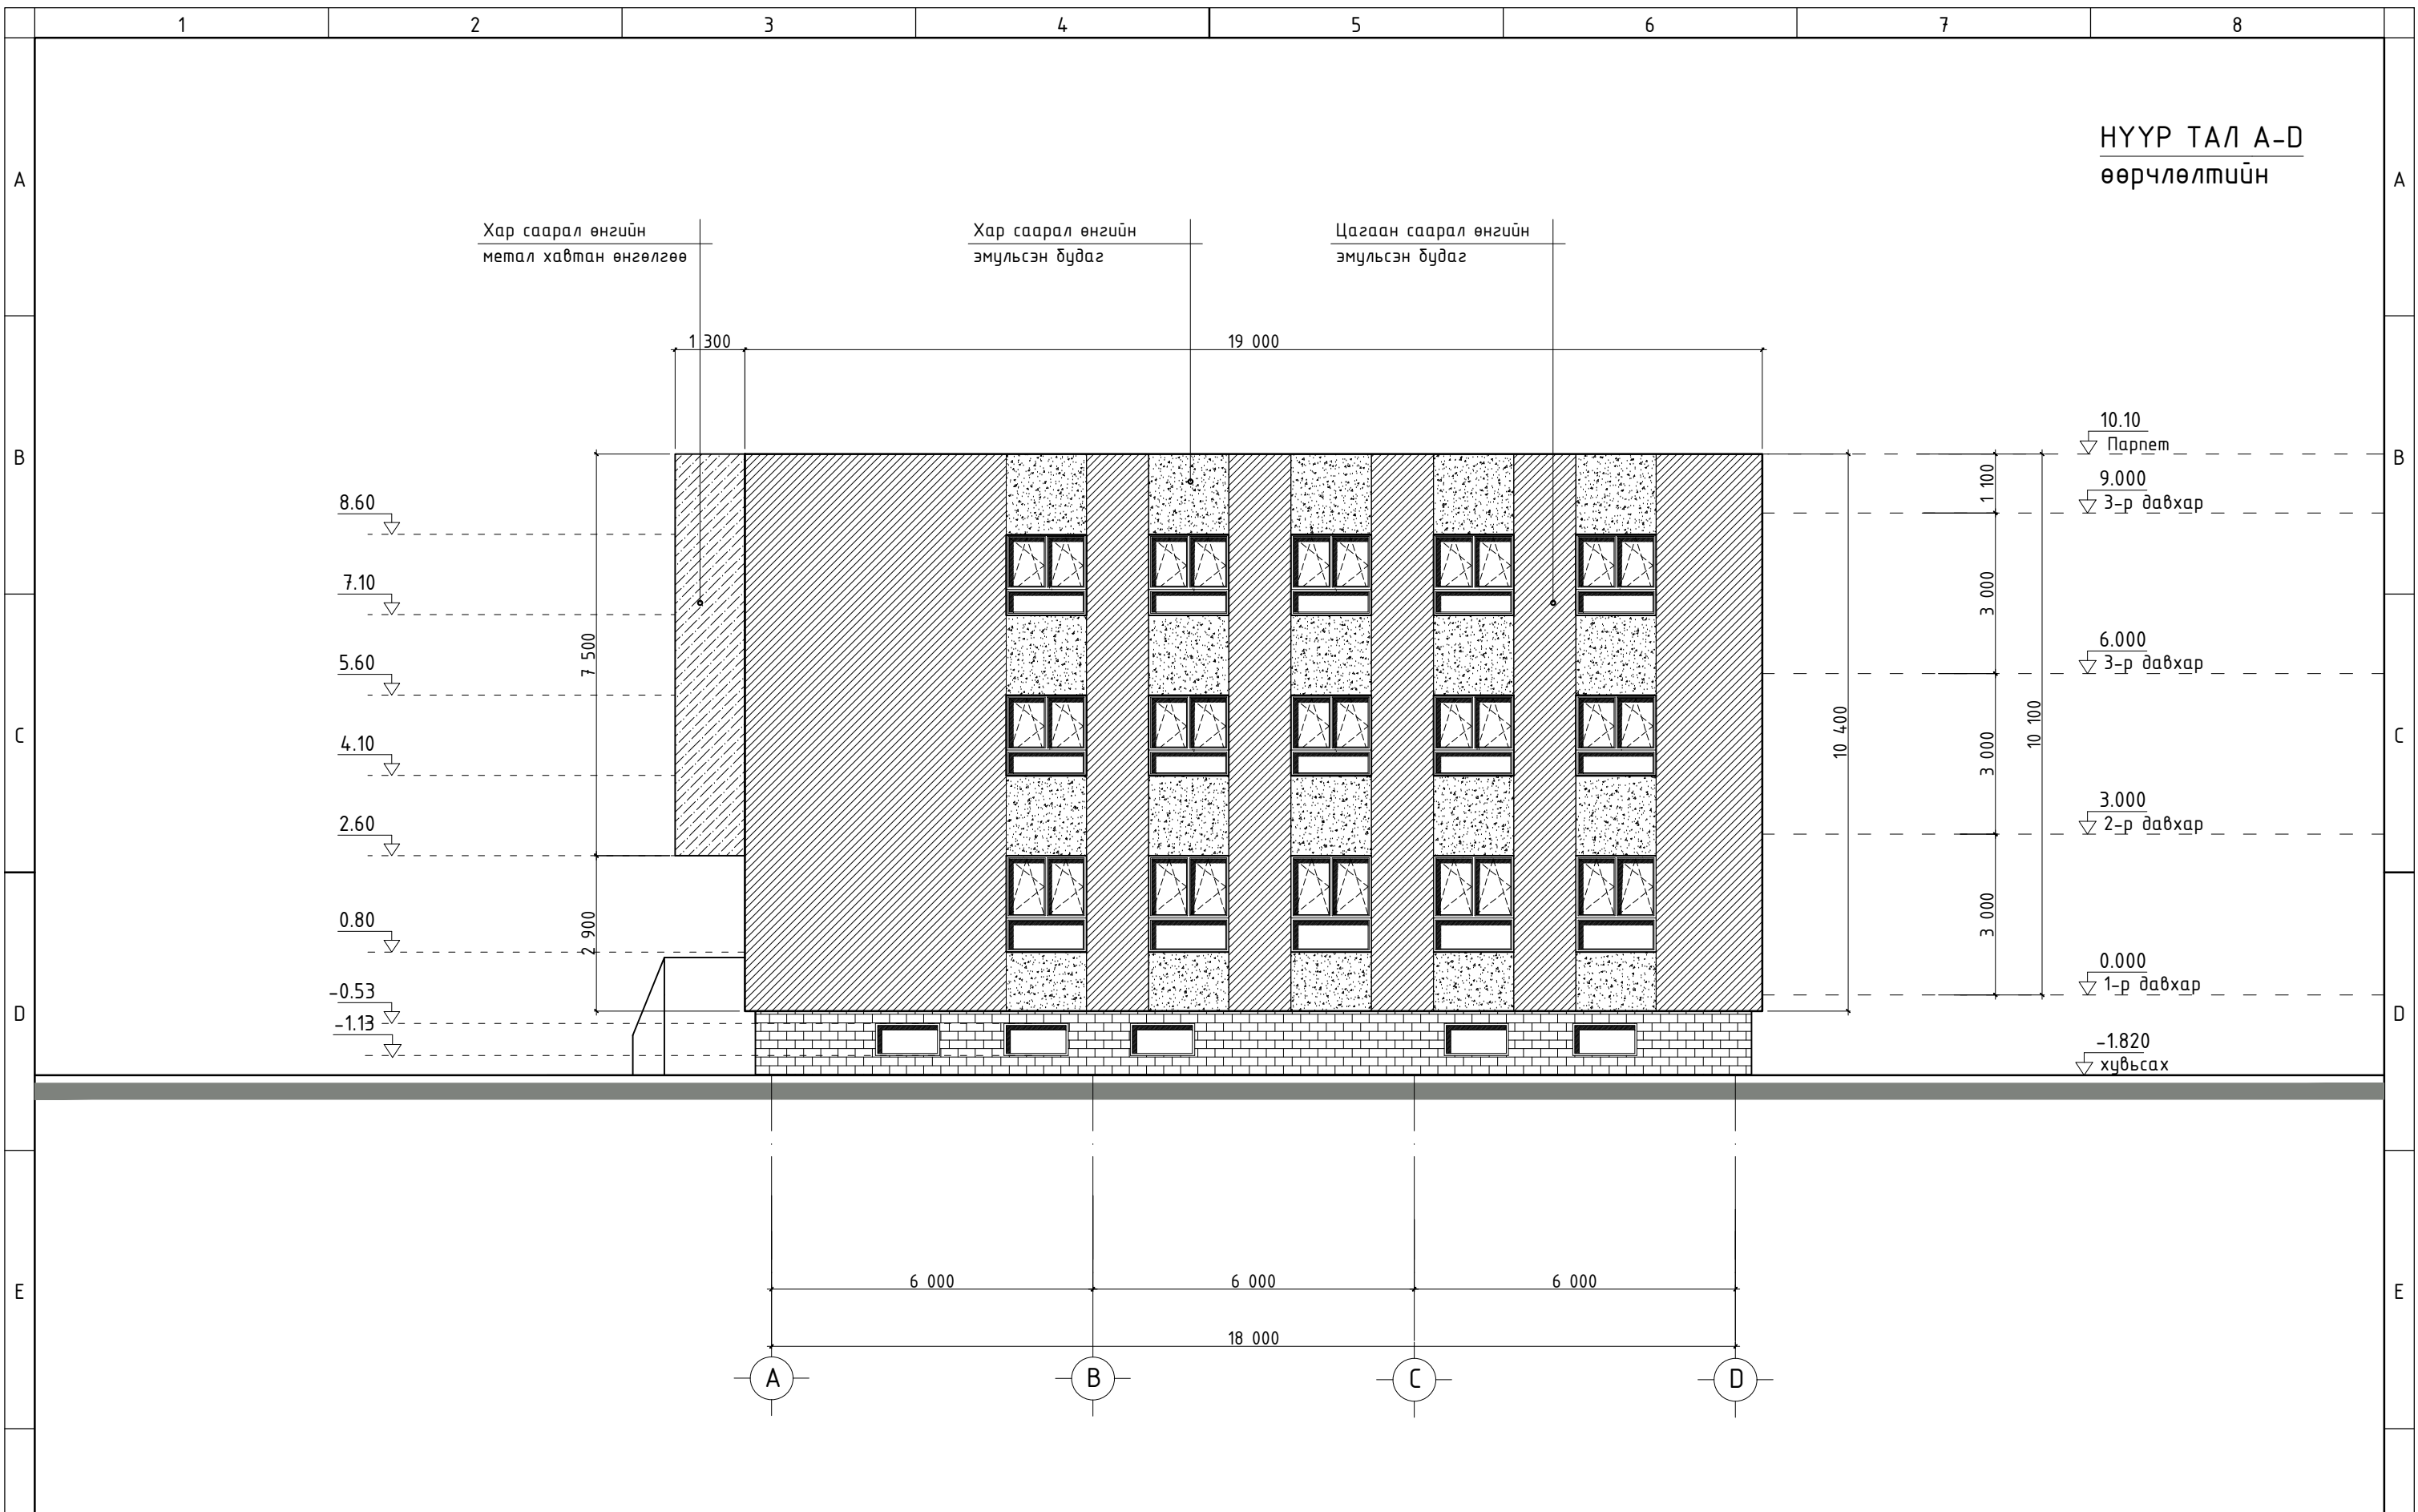 1 2 3 4 5 6 7 8
НҮҮР ТАЛ A-D
өөрчлөлтийн
A A
Хар саарал өнгийн
метал хавтан өнгөлгөө
Хар саарал өнгийн
эмульсэн будаг
Цагаан саарал өнгийн
эмульсэн будаг
1 300
19 000
10.10
Парпет
B B
1 100
9.000
3-р давхар
8.60
7.10
3 000
7 500
5.60
6.000
3-р давхар
10 400
10 100
C C
4.10
3 000
2.60
3.000
2-р давхар
0.80
2 900
3 000
0.000
1-р давхар
-0.53
D D
-1.13
-1.820
хувьсах
6 000 6 000 6 000
E E
18 000
A B C D